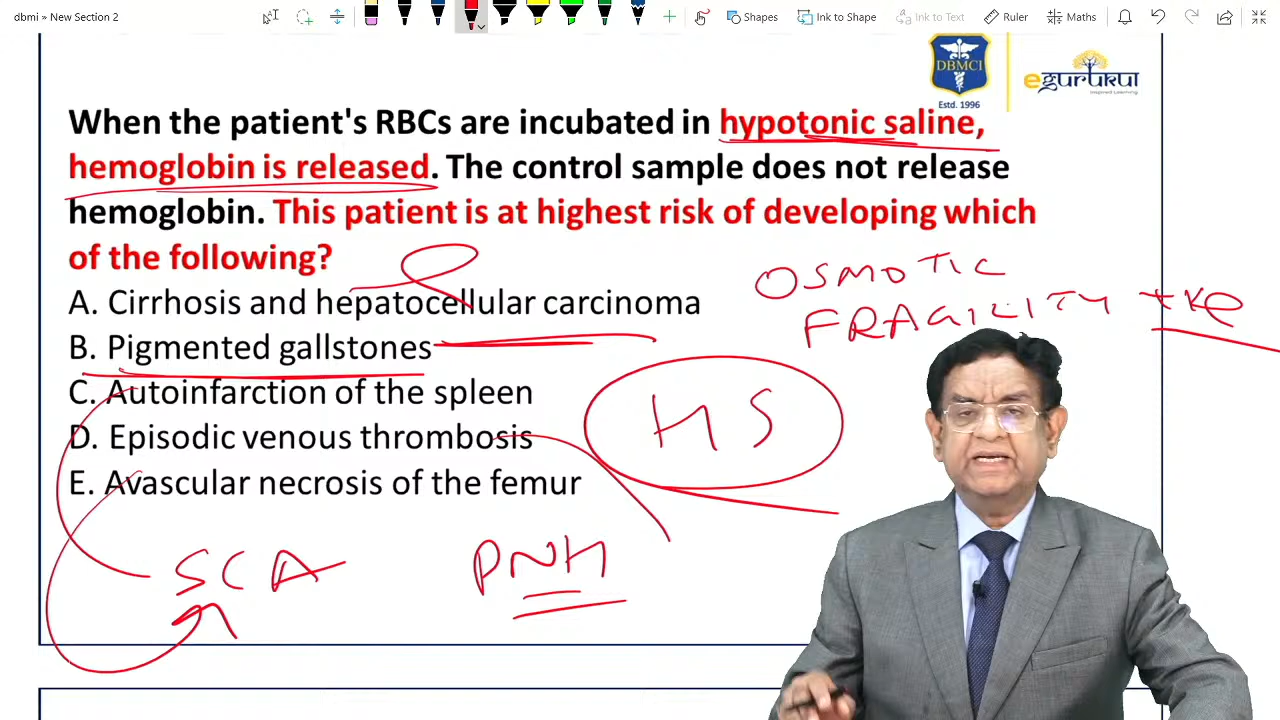 dbmi » New Section 2
Shapes
Ink to Shape
Ink to Text
Ruler
Maths
DBMCI
Estd. 1996
egurukul
Inspired Learning
When the patient's RBCs are incubated in hypotonic saline,
hemoglobin is released. The control sample does not release
hemoglobin. This patient is at highest risk of developing which
of the following?
A. Cirrhosis and hepatocellular carcinoma
B. Pigmented gallstones
C. Autoinfarction of the spleen
D. Episodic venous thrombosis
E. Avascular necrosis of the femur
OSMOTIC
FRAGILITY +ve
HS
SCA
PNH